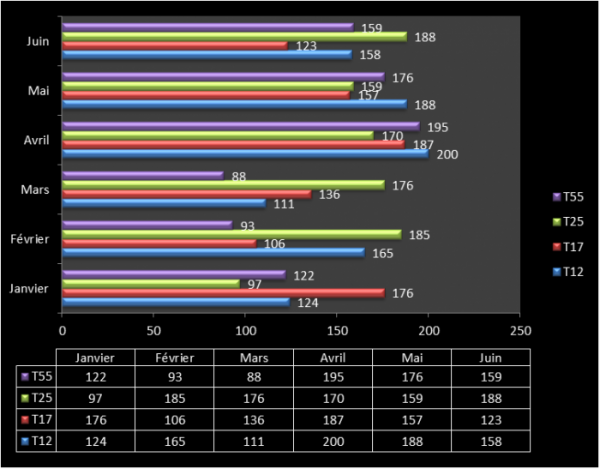 Juin 159 188 123 158
Mai 176 159 157 188
Avril 195 170 187 200
Mars 88 176 136 111
Février 93 185 106 165
Janvier 122 97 176 124
0 50 100 150 200 250
T55
T25
T17
T12
Janvier Février Mars Avril Mai Juin
T55 122 93 88 195 176 159
T25 97 185 176 170 159 188
T17 176 106 136 187 157 123
T12 124 165 111 200 188 158